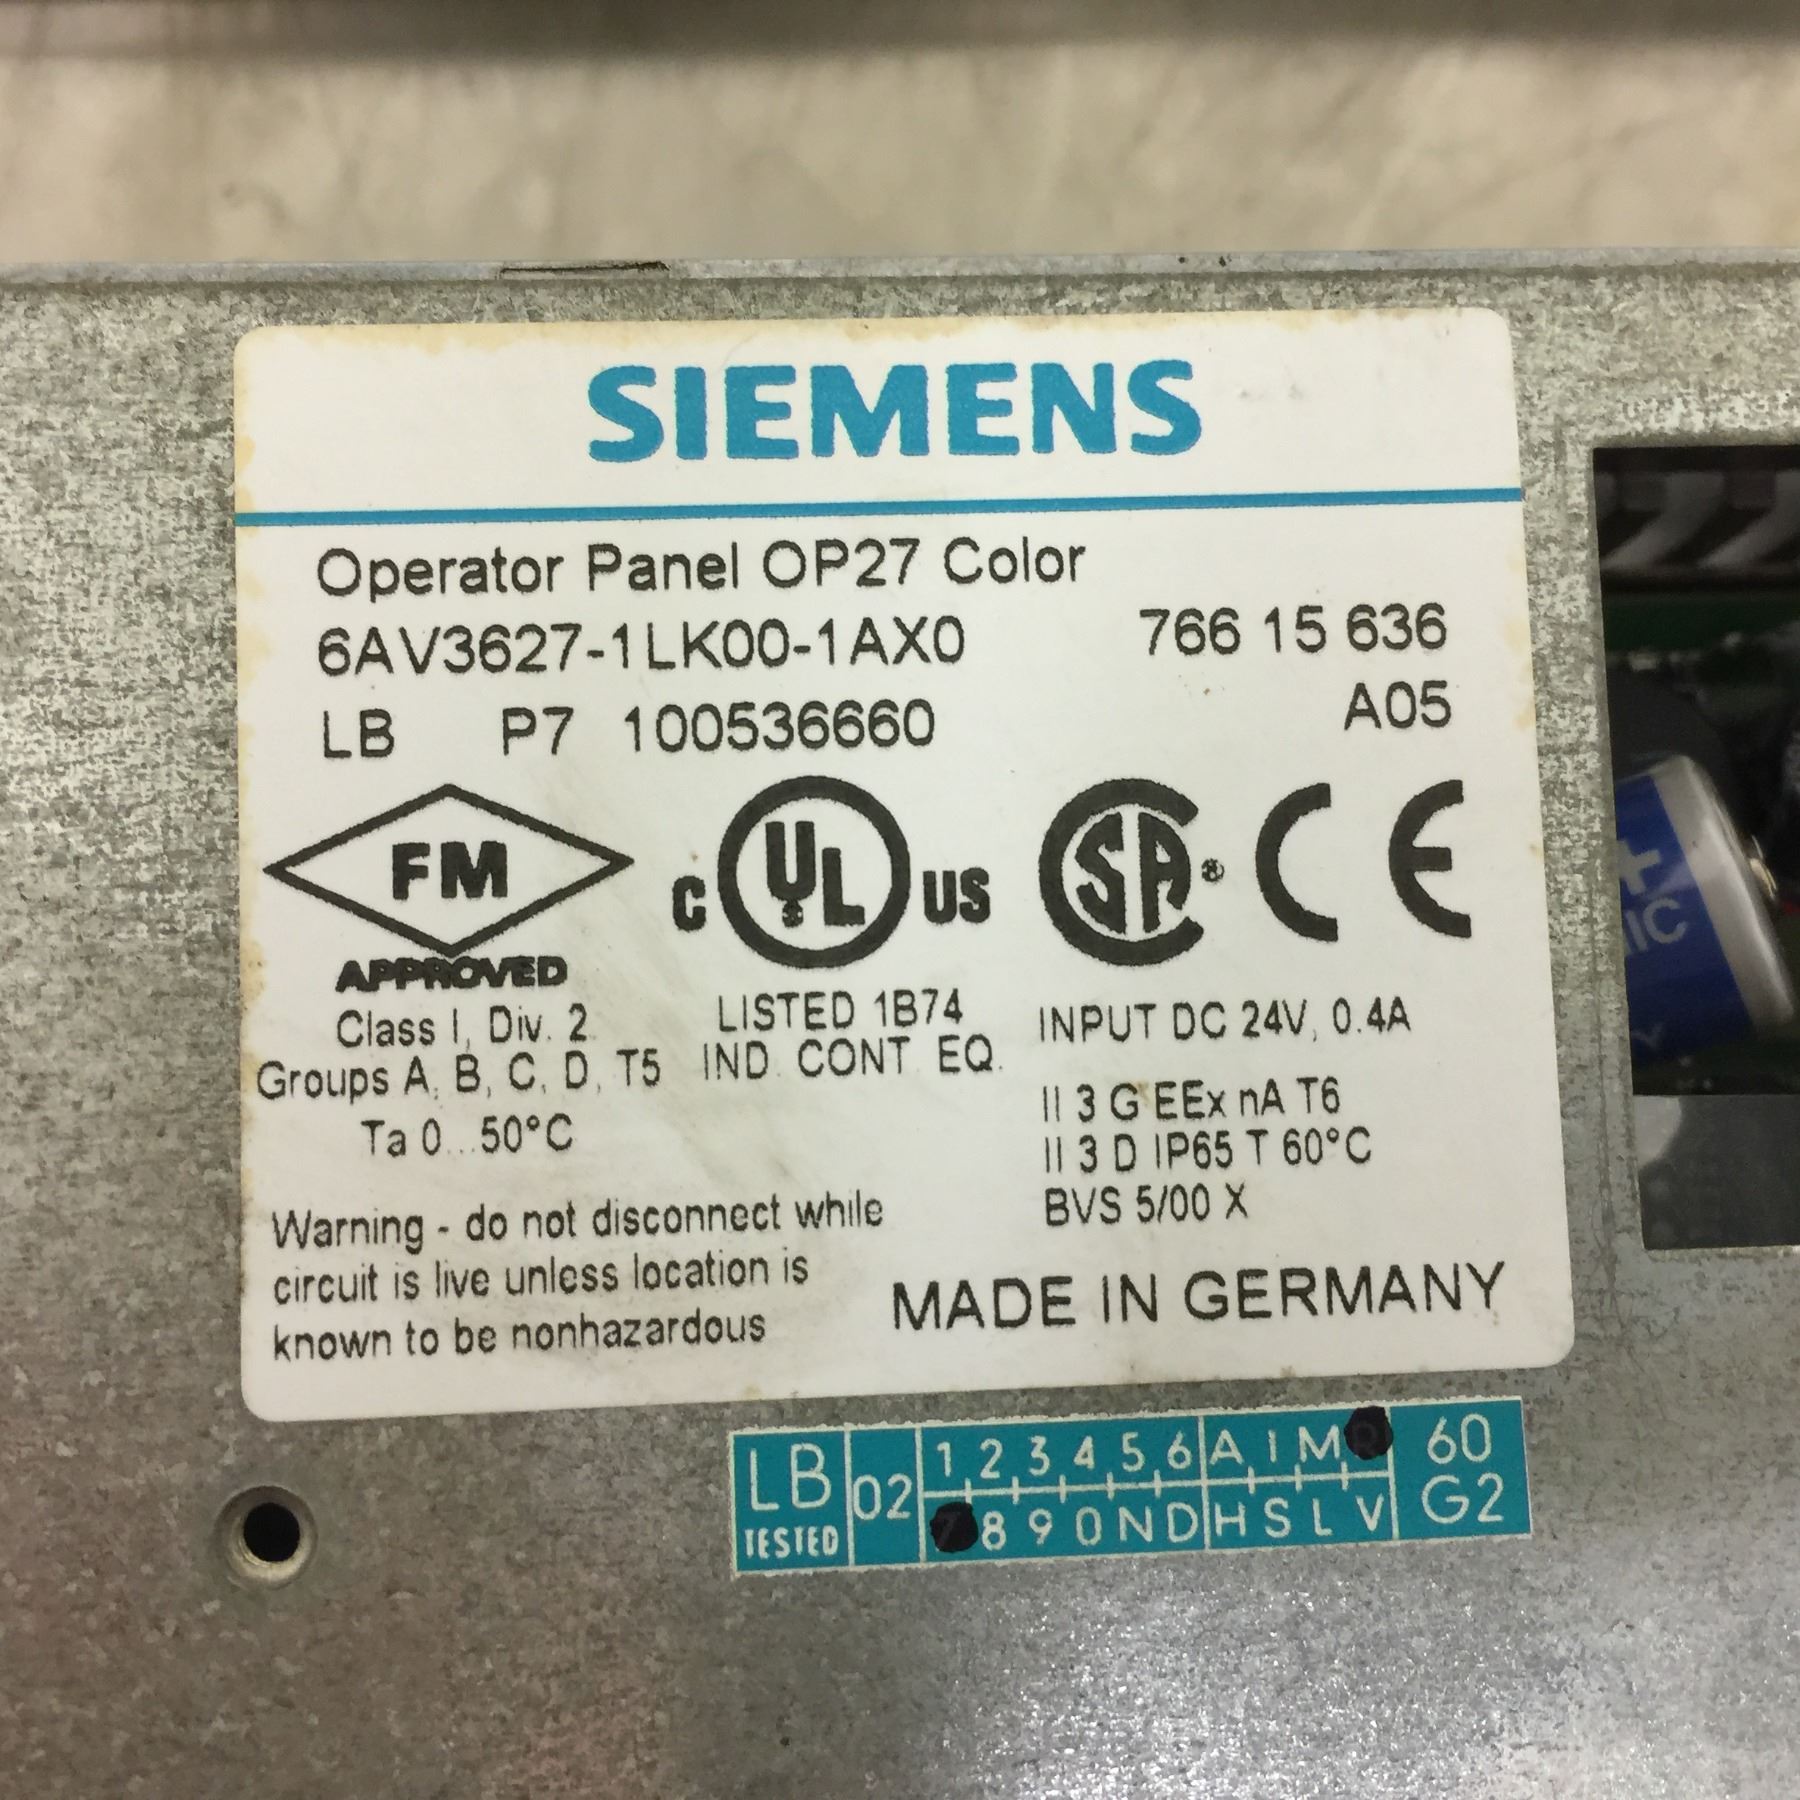 SIEMENS
Operator Panel OP27 Color
6AV3627-1LK00-1AX0 766 15 636
LB P7 100536660 A05
FM
APPROVED
C UL US
SA ® CE
Class I, Div. 2
Groups A, B, C, D, T5
Ta 0...50°C
LISTED 1B74
IND. CONT. EQ.
INPUT DC 24V, 0.4A
II 3 G EEx nA T6
II 3 D IP65 T 60°C
BVS 5/00 X
Warning - do not disconnect while
circuit is live unless location is
known to be nonhazardous
MADE IN GERMANY
LB TESTED
02
1 2 3 4 5 6 A I M
8 9 0 N D H S L V
60
G2
+
IC
Y